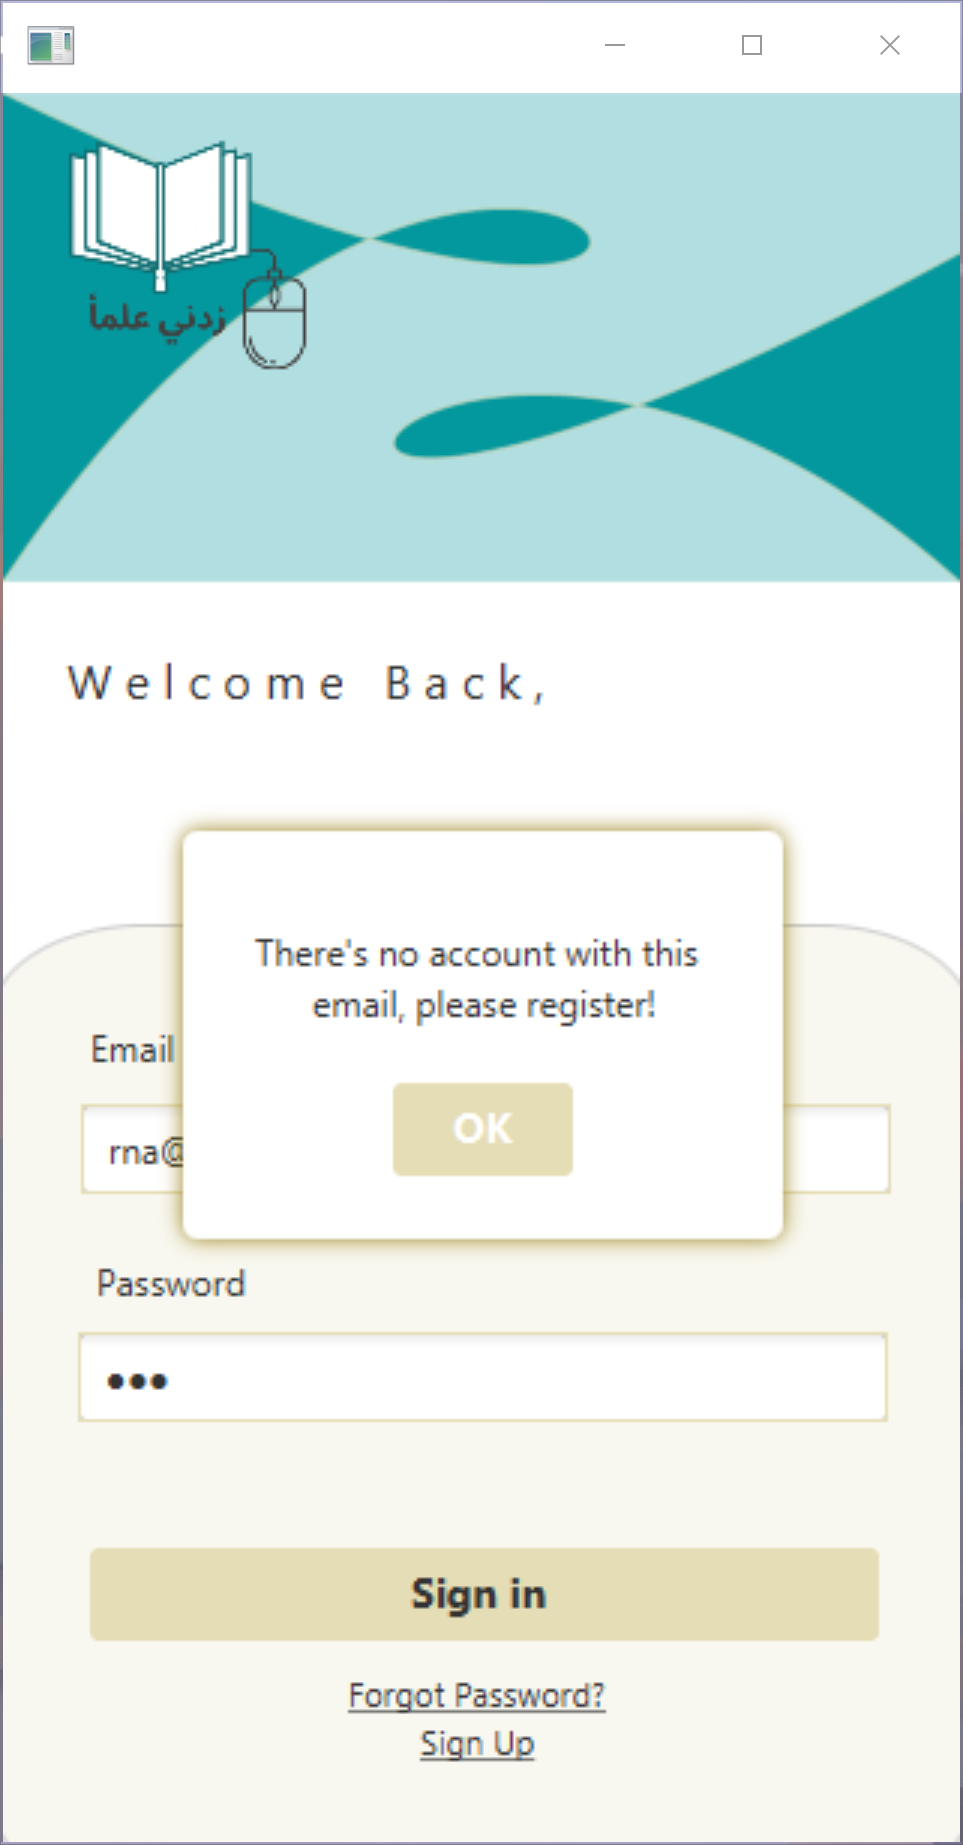 زدني علماً
Welcome Back,
There's no account with this
email, please register!
OK
Email
rna@
Password
Sign in
Forgot Password?
Sign Up